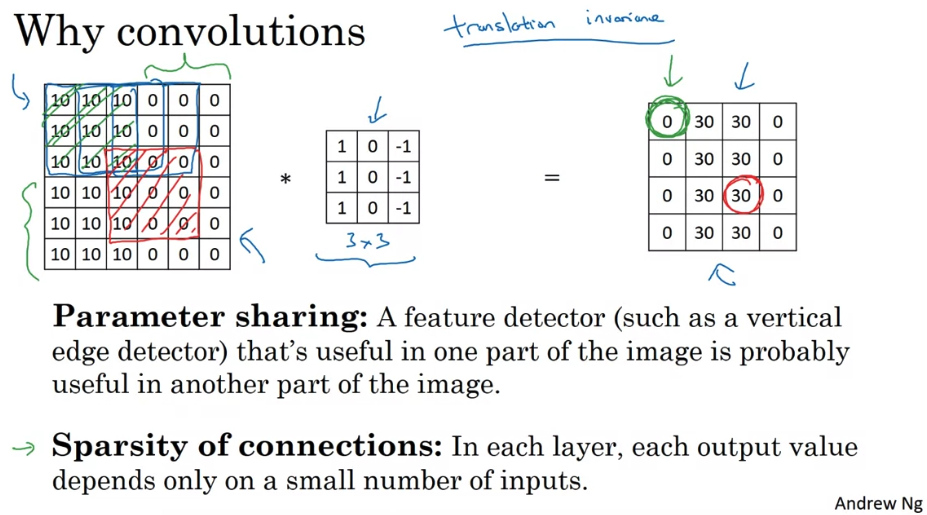 Why convolutions
translation invariance
10 10 10 0 0 0
10 10 10 0 0 0
10 10 10 0 0 0
10 10 10 0 0 0
10 10 10 0 0 0
10 10 10 0 0 0
*
1 0 -1
1 0 -1
1 0 -1
3x3
=
0 30 30 0
0 30 30 0
0 30 30 0
0 30 30 0
Parameter sharing: A feature detector (such as a vertical
edge detector) that's useful in one part of the image is probably
useful in another part of the image.
Sparsity of connections: In each layer, each output value
depends only on a small number of inputs.
Andrew Ng